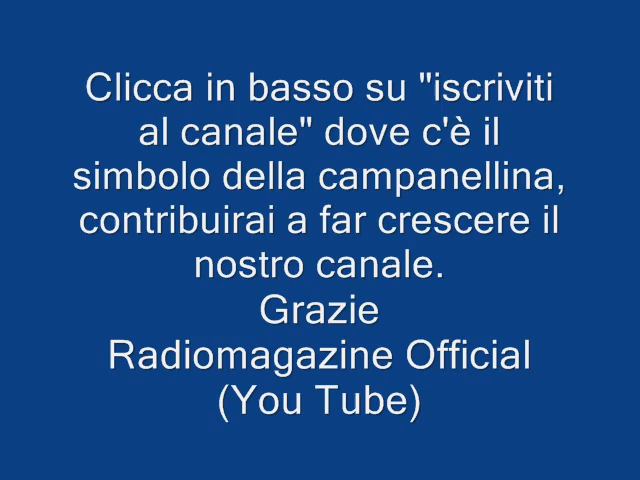 Clicca in basso su "iscriviti
al canale" dove c'è il
simbolo della campanellina,
contribuirai a far crescere il
nostro canale.
Grazie
Radiomagazine Official
(You Tube)